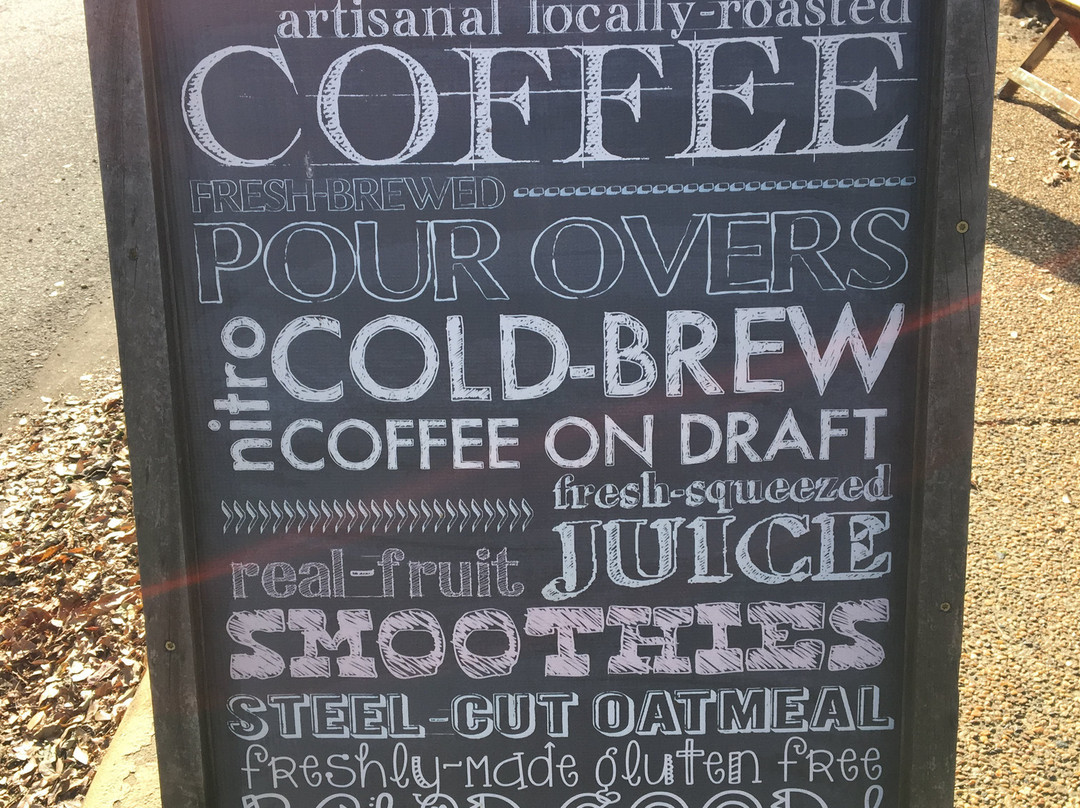 artisanal locally-roasted
COFFEE
FRESH-BREWED
POUR OVERS
nitro COLD-BREW
COFFEE ON DRAFT
fresh-squeezed
JUICE
real-fruit
SMOOTHIES
STEEL-CUT OATMEAL
freshly-made gluten free